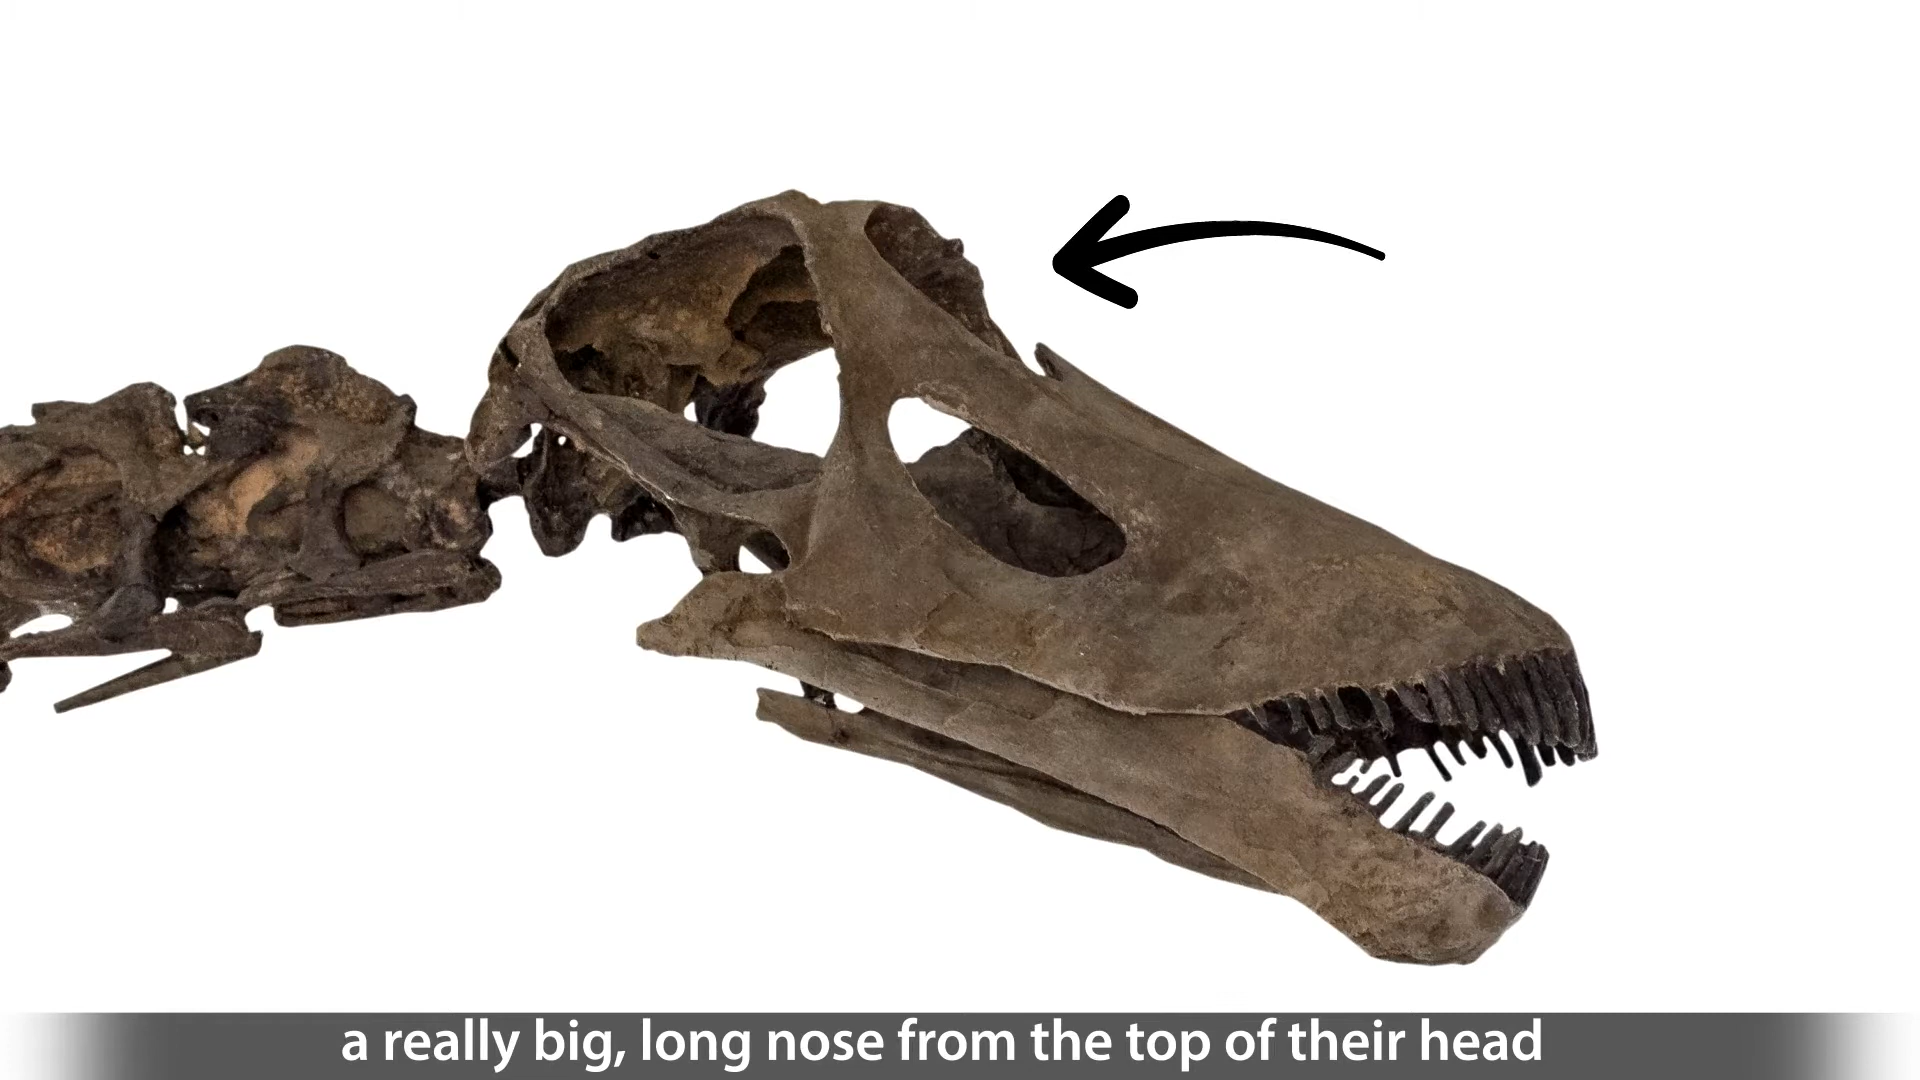 a really big, long nose from the top of their head